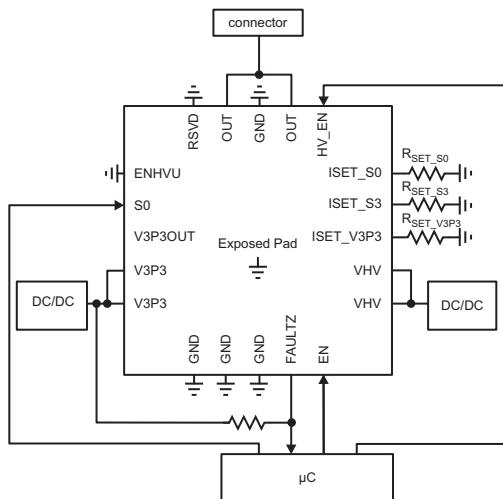 connector
RSVD
OUT
GND
OUT
HV_EN
ENHVU
S0
V3P3OUT
V3P3
V3P3
Exposed Pad
ISET_S0
ISET_S3
ISET_V3P3
VHV
VHV
RSET_S0
RSET_S3
RSET_V3P3
DC/DC
DC/DC
GND
GND
GND
FAULTZ
EN
µC